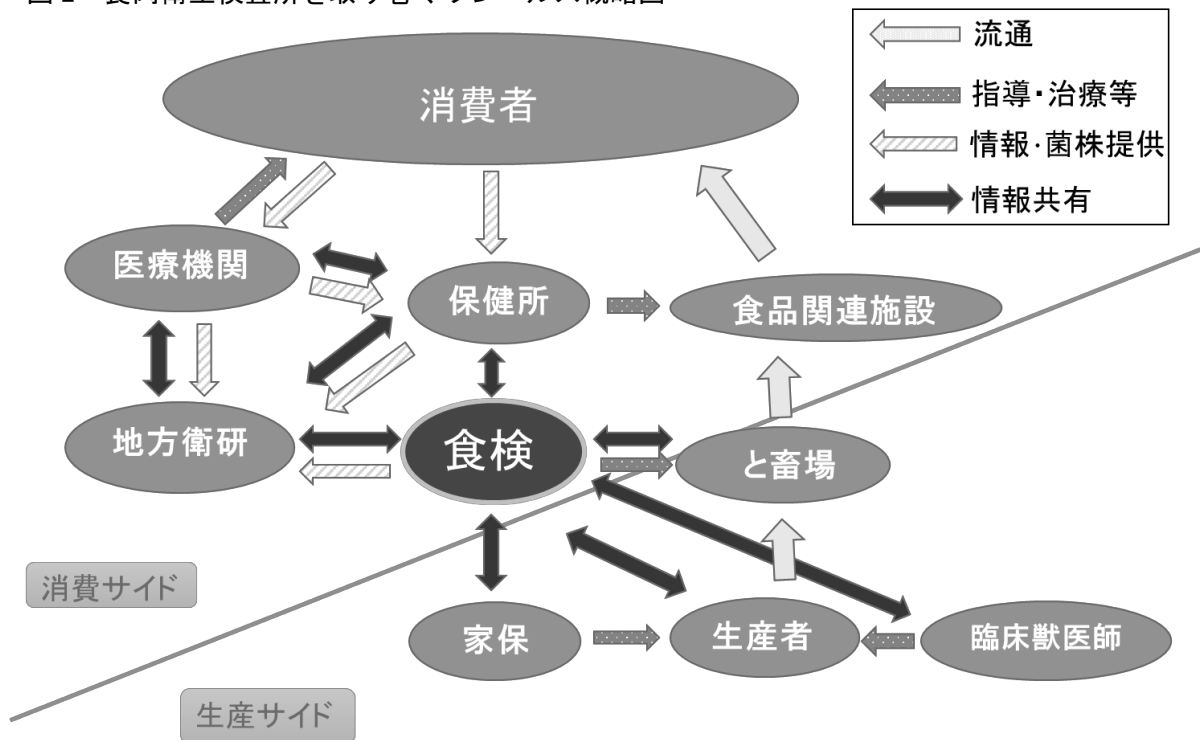 流通
指導・治療等
情報・菌株提供
情報共有
消費者
医療機関
保健所
食品関連施設
地方衛研
食検
と畜場
消費サイド
家保
生産者
臨床獣医師
生産サイド